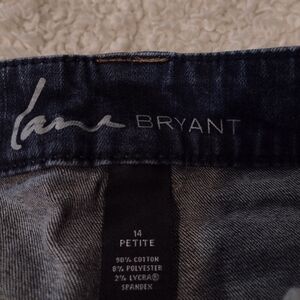 Lane BRYANT
14
PETITE
90% COTTON
8% POLYESTER
2% LYCRA®
SPANDEX